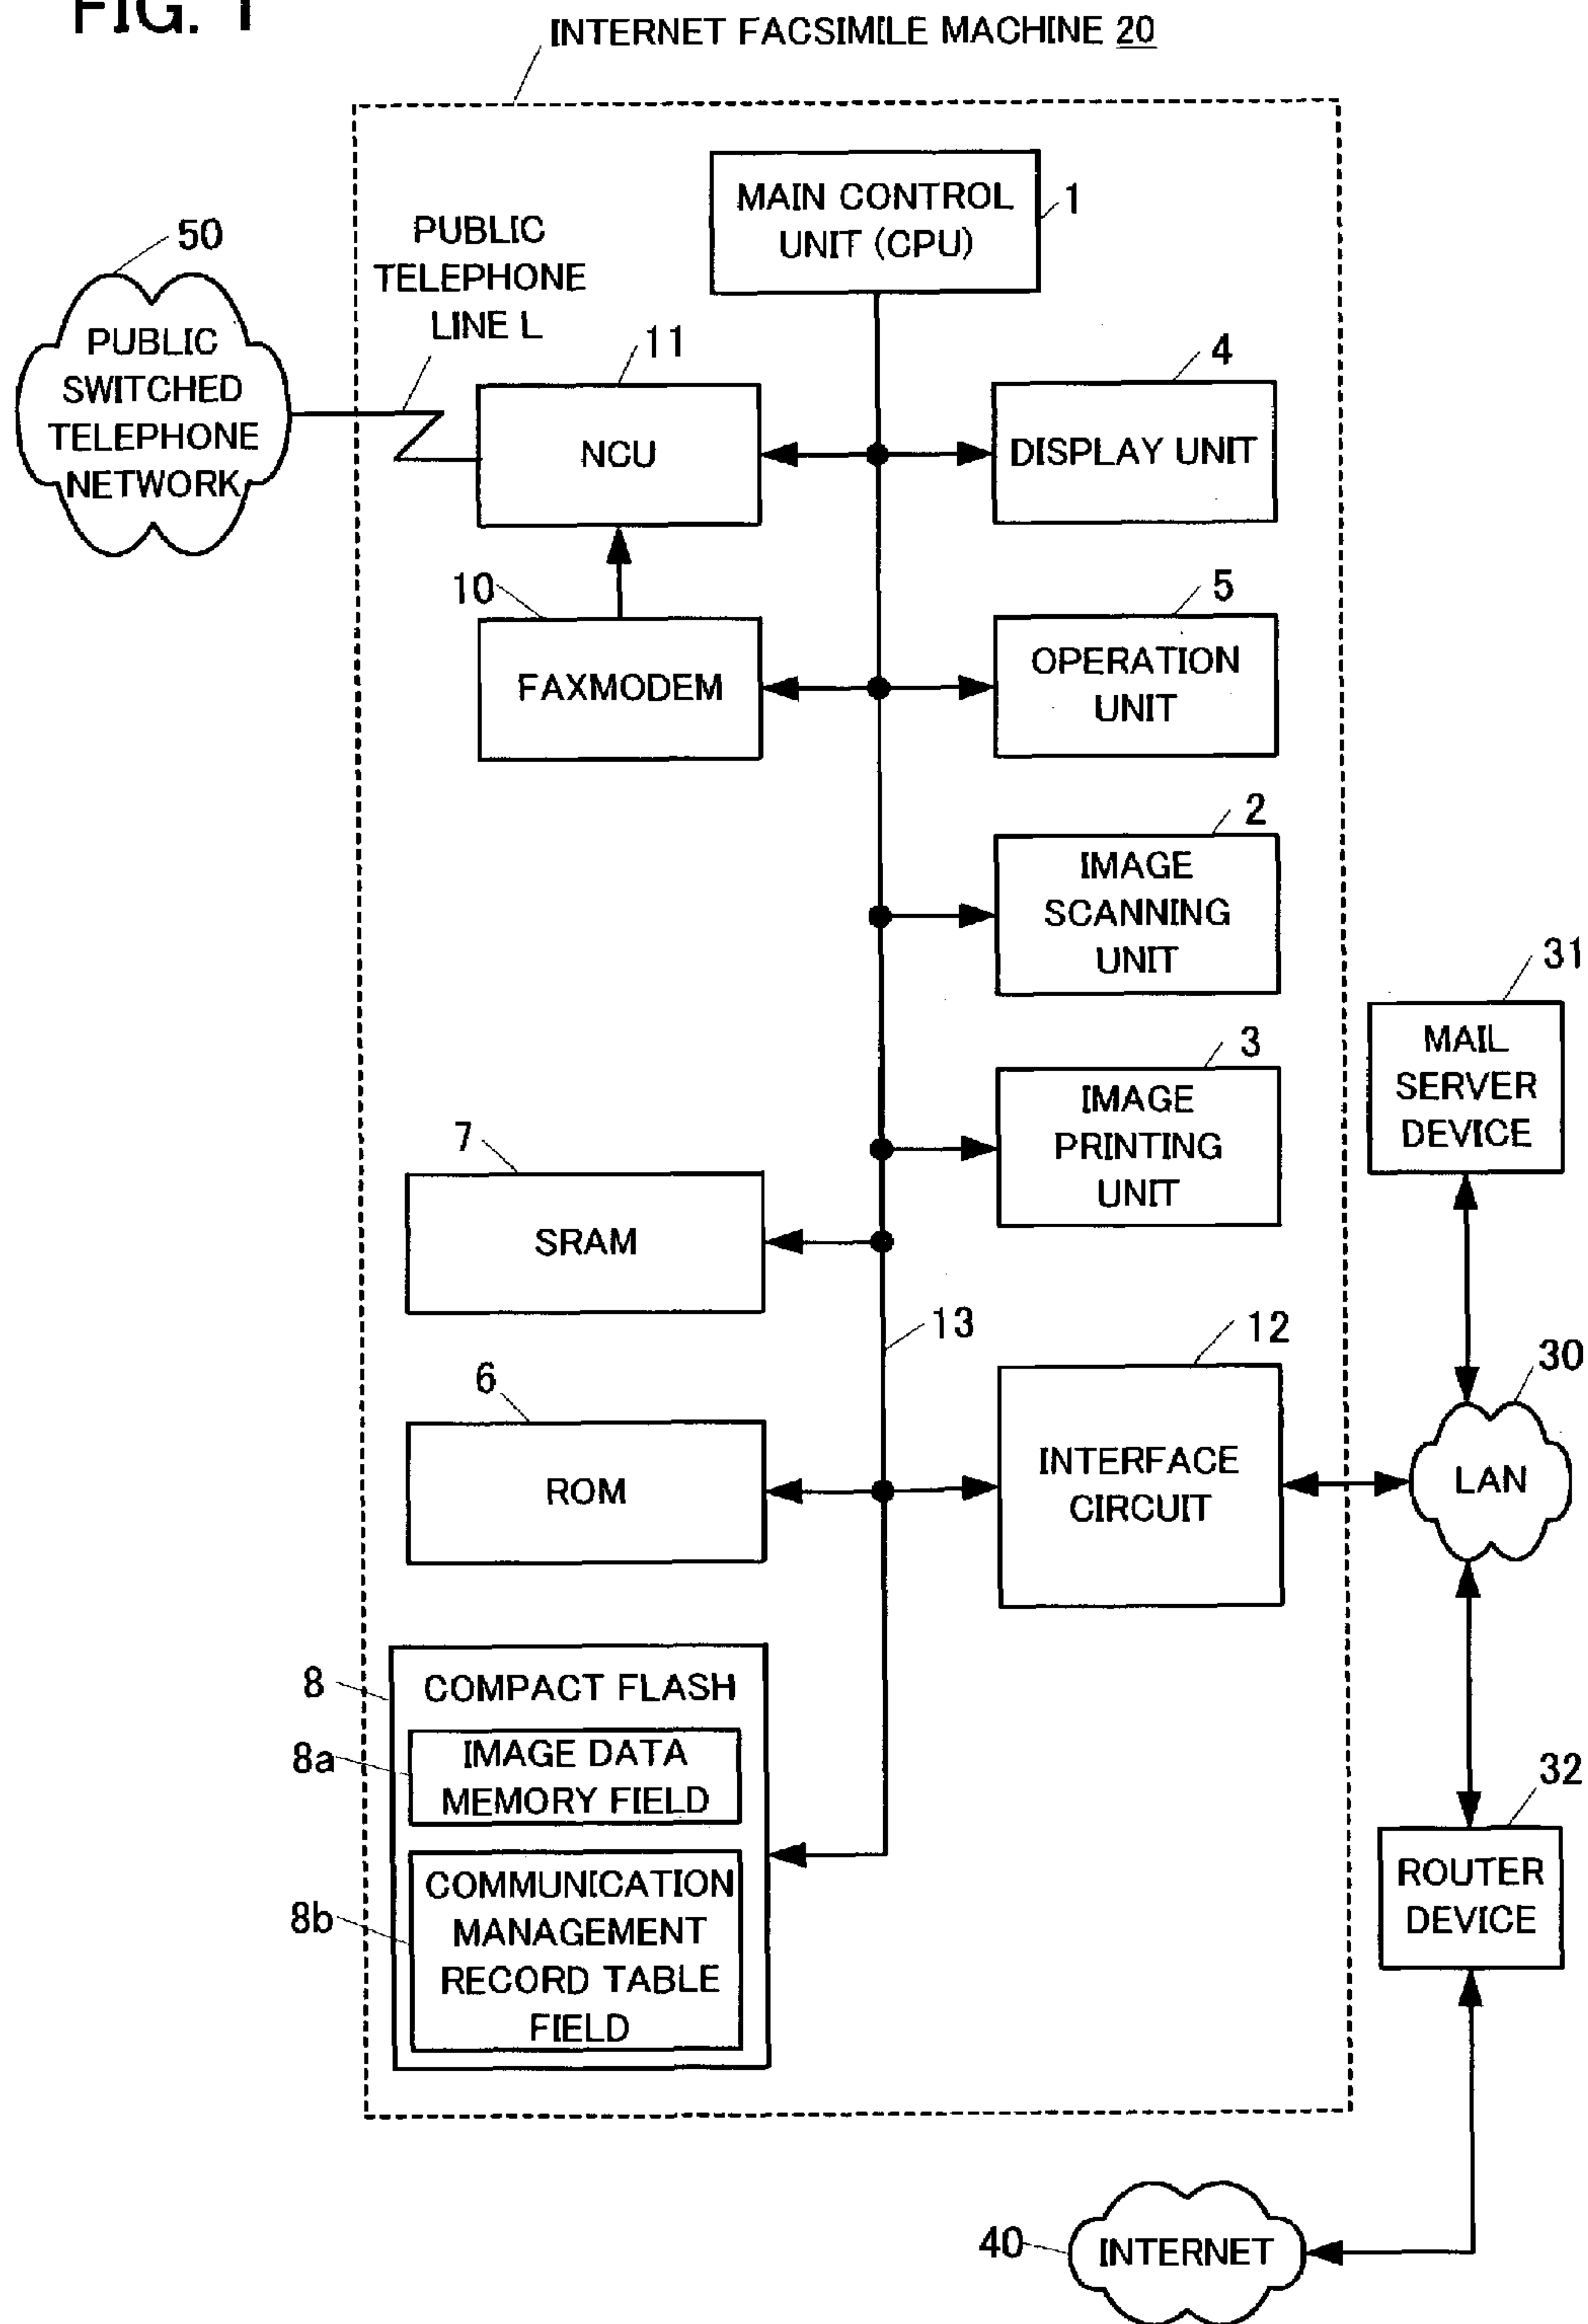 FIG. 1
INTERNET FACSIMILE MACHINE 20
MAIN CONTROL
UNIT (CPU)
1
50
PUBLIC
SWITCHED
TELEPHONE
NETWORK
PUBLIC
TELEPHONE
LINE L
11
NCU
4
DISPLAY UNIT
10
FAXMODEM
5
OPERATION
UNIT
2
IMAGE
SCANNING
UNIT
31
MAIL
SERVER
DEVICE
3
IMAGE
PRINTING
UNIT
7
SRAM
13
12
INTERFACE
CIRCUIT
30
LAN
6
ROM
8
COMPACT FLASH
8a
IMAGE DATA
MEMORY FIELD
8b
COMMUNICATION
MANAGEMENT
RECORD TABLE
FIELD
32
ROUTER
DEVICE
40
INTERNET